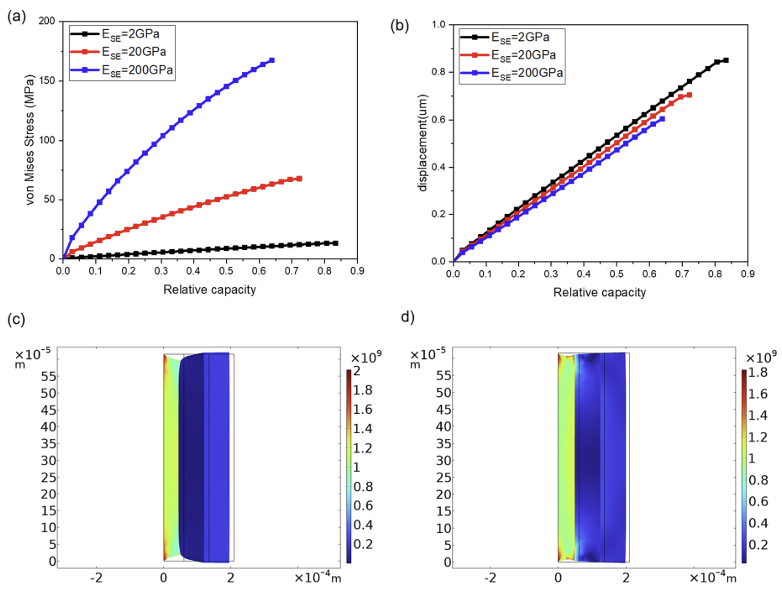 (a)
E_SE=2GPa
E_SE=20GPa
E_SE=200GPa
von Mises Stress (MPa)
200
150
100
50
0
0.0 0.1 0.2 0.3 0.4 0.5 0.6 0.7 0.8 0.9
Relative capacity
(b)
E_SE=2GPa
E_SE=20GPa
E_SE=200GPa
displacement(um)
1.0
0.8
0.6
0.4
0.2
0.0
0.0 0.1 0.2 0.3 0.4 0.5 0.6 0.7 0.8 0.9
Relative capacity
(c)
×10⁻⁵
m
55
50
45
40
35
30
25
20
15
10
5
0
-2 0 2 ×10⁻⁴m
×10⁹
2
1.8
1.6
1.4
1.2
1
0.8
0.6
0.4
0.2
d)
×10⁻⁵
m
55
50
45
40
35
30
25
20
15
10
5
0
-2 0 2 ×10⁻⁴m
×10⁹
1.8
1.6
1.4
1.2
1
0.8
0.6
0.4
0.2